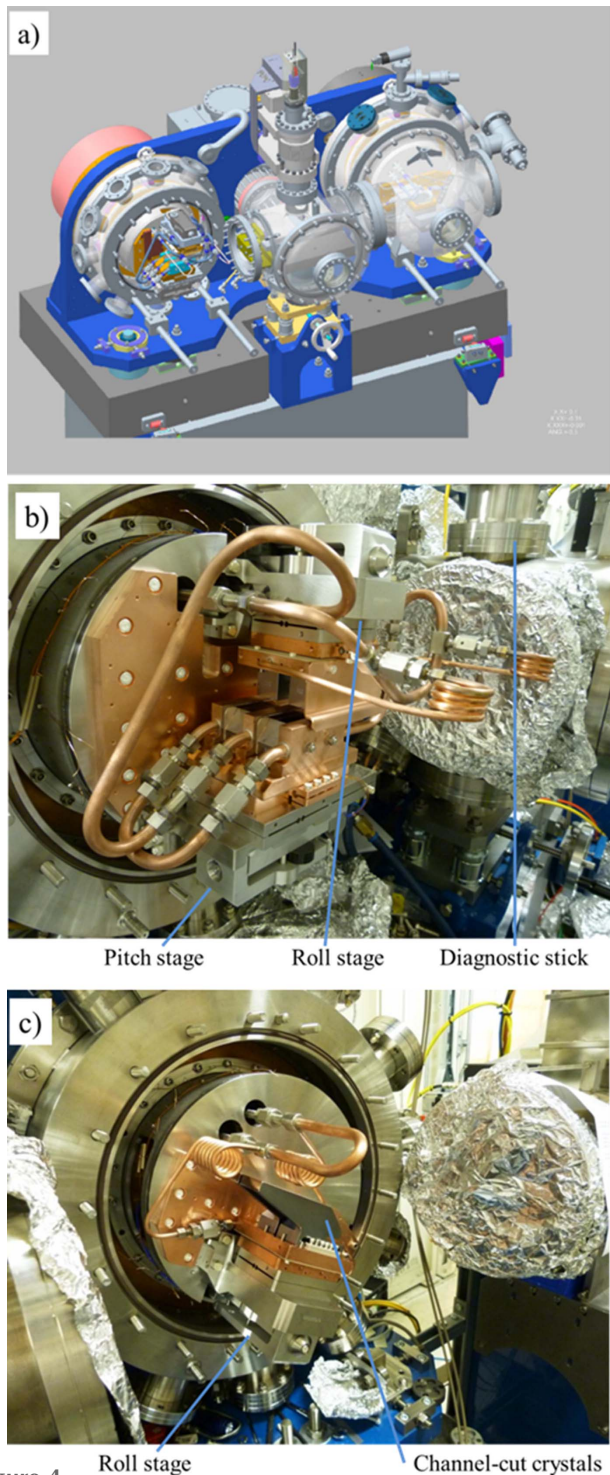 a)
b)
Pitch stage Roll stage Diagnostic stick
c)
Roll stage Channel-cut crystals